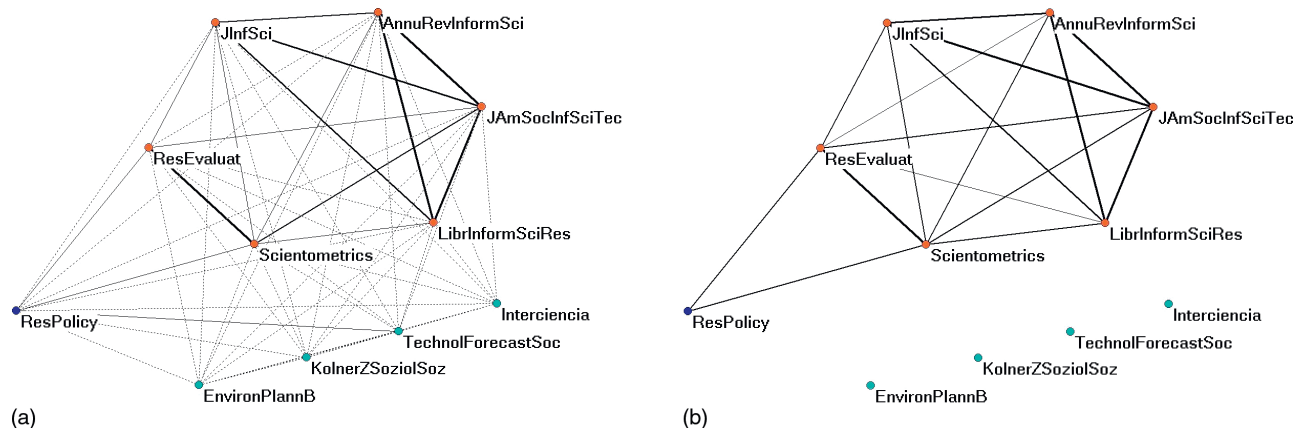 JInfSci
AnnuRevInformSci
JAmSocInfSciTec
ResEvaluat
LibrInformSciRes
Scientometrics
Interciencia
ResPolicy
TechnolForecastSoc
KolnerZSoziolSoz
EnvironPlannB
(a)
JInfSci
AnnuRevInformSci
JAmSocInfSciTec
ResEvaluat
LibrInformSciRes
Scientometrics
Interciencia
ResPolicy
TechnolForecastSoc
KolnerZSoziolSoz
EnvironPlannB
(b)